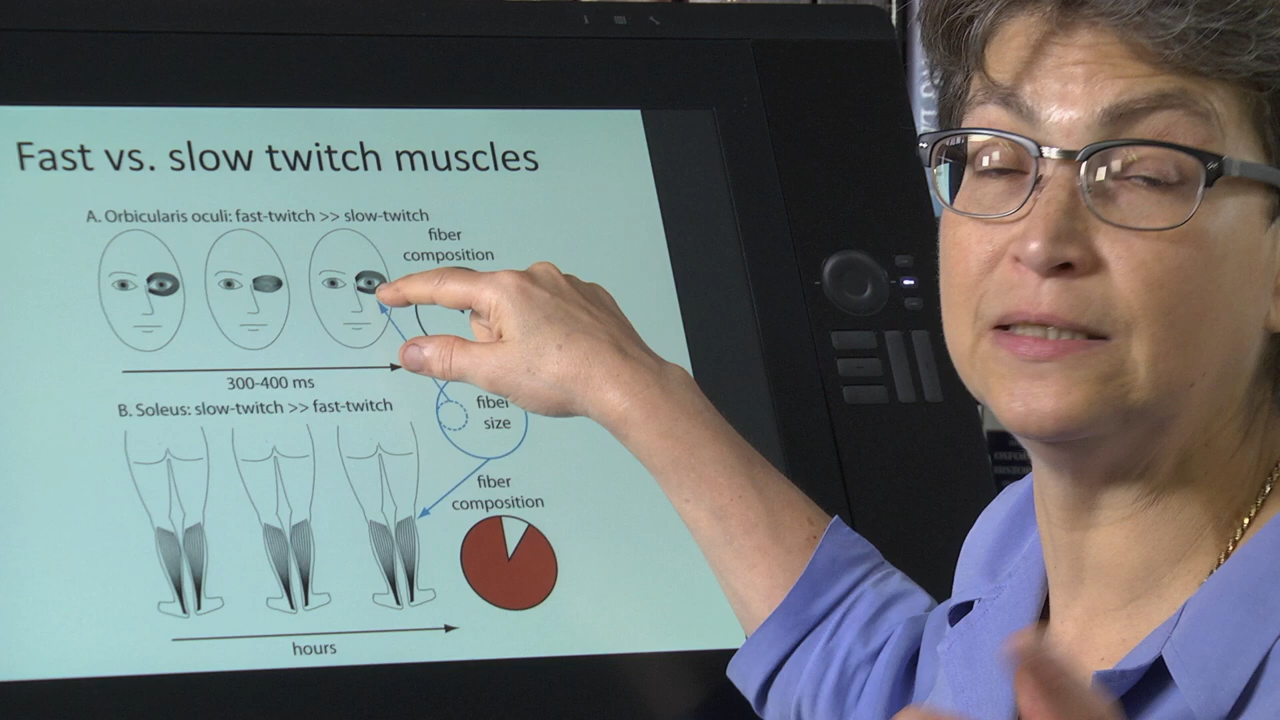 Fast vs. slow twitch muscles
A. Orbicularis oculi: fast-twitch >> slow-twitch
fiber
composition
300-400 ms
B. Soleus: slow-twitch >> fast-twitch
fiber
size
fiber
composition
hours